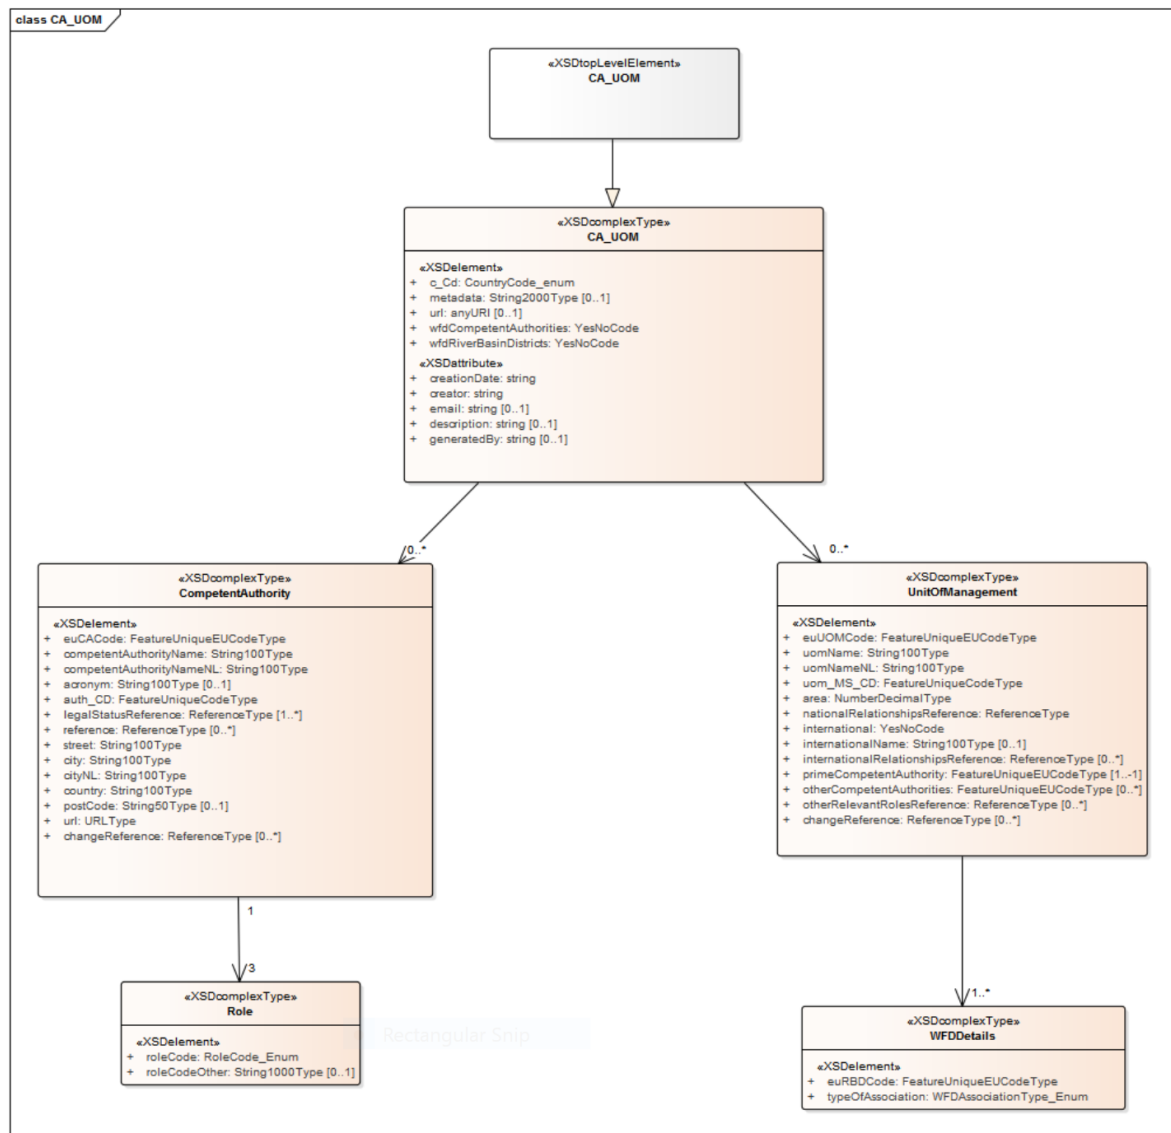 class CA_UOM
«XSDtopLevelElement»
CA_UOM
«XSDcomplexType»
CA_UOM
«XSDelement»
+ c_Cd: CountryCode_enum
+ metadata: String2000Type [0..1]
+ url: anyURI [0..1]
+ wfdCompetentAuthorities: YesNoCode
+ wfdRiverBasinDistricts: YesNoCode
«XSDattribute»
+ creationDate: string
+ creator: string
+ email: string [0..1]
+ description: string [0..1]
+ generatedBy: string [0..1]
0..*
0..*
«XSDcomplexType»
CompetentAuthority
«XSDelement»
+ euCACode: FeatureUniqueEUCodeType
+ competentAuthorityName: String100Type
+ competentAuthorityNameNL: String100Type
+ acronym: String100Type [0..1]
+ auth_CD: FeatureUniqueCodeType
+ legalStatusReference: ReferenceType [1..*]
+ reference: ReferenceType [0..*]
+ street: String100Type
+ city: String100Type
+ cityNL: String100Type
+ country: String100Type
+ postCode: String50Type [0..1]
+ url: URLType
+ changeReference: ReferenceType [0..*]
«XSDcomplexType»
UnitOfManagement
«XSDelement»
+ euUOMCode: FeatureUniqueEUCodeType
+ uomName: String100Type
+ uomNameNL: String100Type
+ uom_MS_CD: FeatureUniqueCodeType
+ area: NumberDecimalType
+ nationalRelationshipsReference: ReferenceType
+ international: YesNoCode
+ internationalName: String100Type [0..1]
+ internationalRelationshipsReference: ReferenceType [0..*]
+ primeCompetentAuthority: FeatureUniqueEUCodeType [1..-1]
+ otherCompetentAuthorities: FeatureUniqueEUCodeType [0..*]
+ otherRelevantRolesReference: ReferenceType [0..*]
+ changeReference: ReferenceType [0..*]
1
3
«XSDcomplexType»
Role
«XSDelement»
+ roleCode: RoleCode_Enum
+ roleCodeOther: String1000Type [0..1]
Rectangular Snip
1..*
«XSDcomplexType»
WFDDetails
«XSDelement»
+ euRBDCode: FeatureUniqueEUCodeType
+ typeOfAssociation: WFDAssociationType_Enum